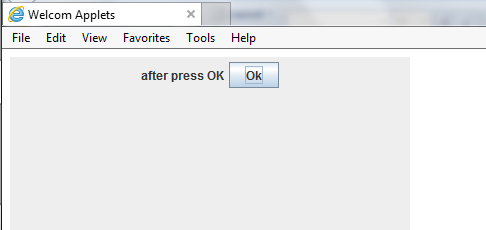 Welcom Applets
File Edit View Favorites Tools Help
after press OK Ok